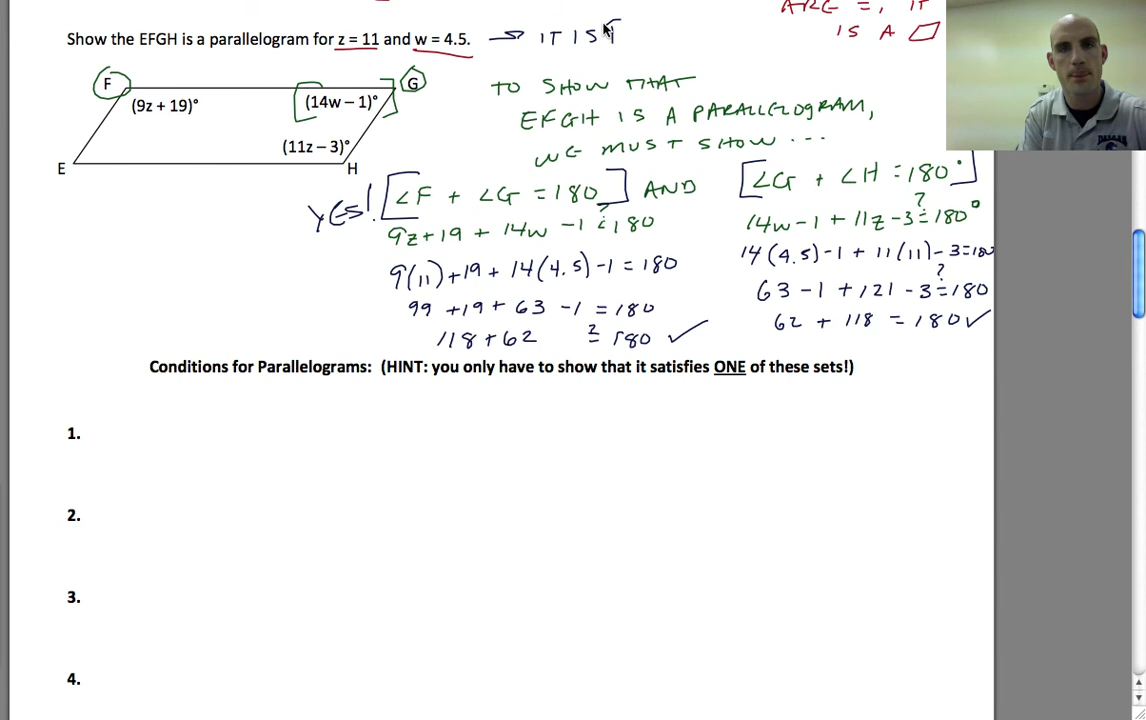 ARE =, IT
IS A ▱
Show the EFGH is a parallelogram for z = 11 and w = 4.5. → IT IS
F
G
(9z + 19)°
(14w – 1)°
(11z – 3)°
E
H
TO SHOW THAT
EFGH IS A PARALLELOGRAM,
WE MUST SHOW ...
YES! [∠F + ∠G = 180] AND [∠G + ∠H = 180°]
9z + 19 + 14w - 1 ≟ 180
9(11) + 19 + 14(4.5) - 1 = 180
99 + 19 + 63 - 1 = 180
118 + 62 ≟ 180 ✓
14w - 1 + 11z - 3 ≟ 180°
14(4.5) - 1 + 11(11) - 3 = 180
63 - 1 + 121 - 3 ≟ 180
62 + 118 = 180 ✓
Conditions for Parallelograms: (HINT: you only have to show that it satisfies ONE of these sets!)
1.
2.
3.
4.